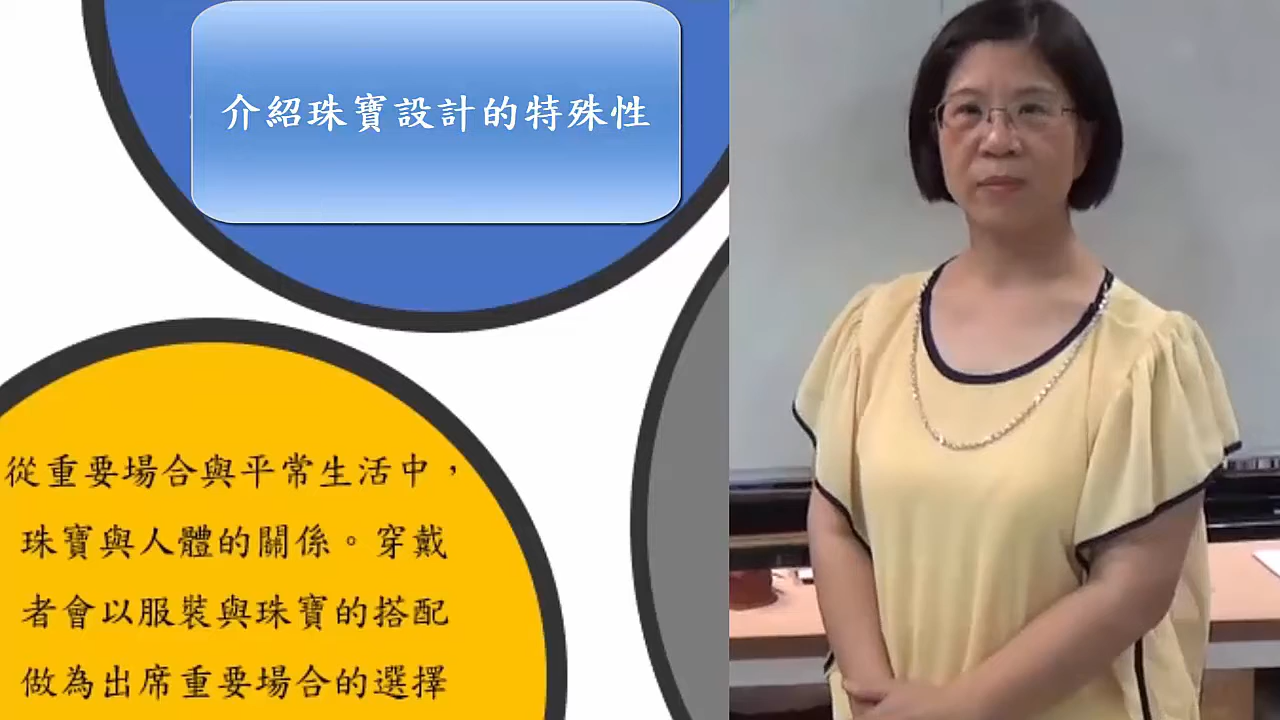 介紹珠寶設計的特殊性
從重要場合與平常生活中，
珠寶與人體的關係。穿戴
者會以服裝與珠寶的搭配
做為出席重要場合的選擇